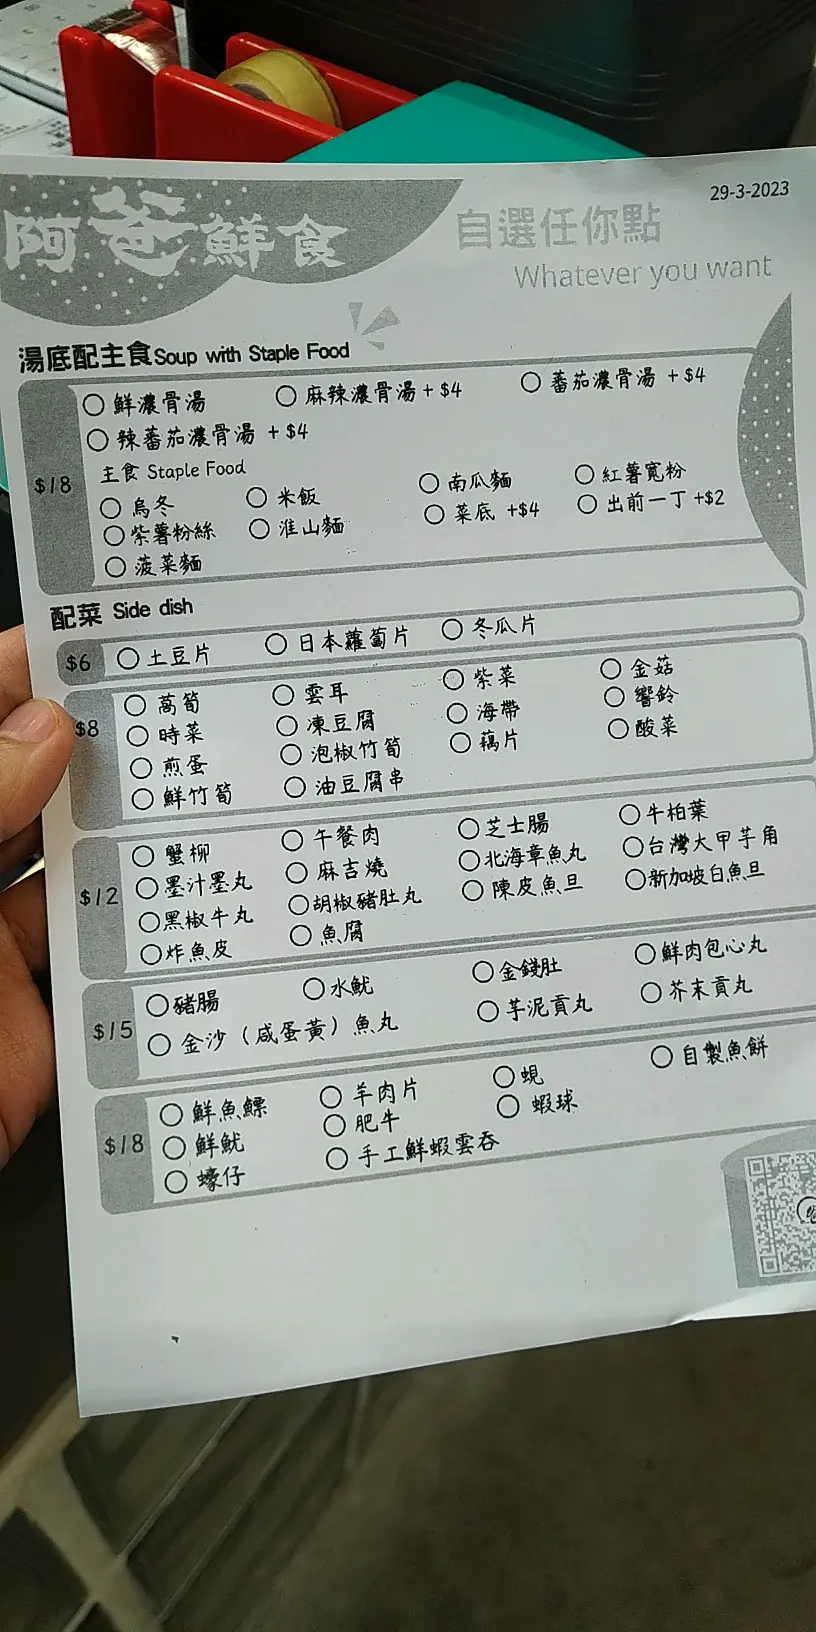 29-3-2023
阿爸鮮食
自選任你點
Whatever you want
湯底配主食 Soup with Staple Food
$18
○ 鮮濃骨湯 ○ 麻辣濃骨湯 + $4 ○ 蕃茄濃骨湯 + $4
○ 辣蕃茄濃骨湯 + $4
主食 Staple Food
○ 烏冬 ○ 米飯 ○ 南瓜麵 ○ 紅薯寬粉
○ 紫薯粉絲 ○ 淮山麵 ○ 菜底 +$4 ○ 出前一丁 +$2
○ 菠菜麵
配菜 Side dish
$6 ○ 土豆片 ○ 日本蘿蔔片 ○ 冬瓜片
$8
○ 萵筍 ○ 雲耳 ○ 紫菜 ○ 金菇
○ 時菜 ○ 凍豆腐 ○ 海帶 ○ 響鈴
○ 煎蛋 ○ 泡椒竹筍 ○ 藕片 ○ 酸菜
○ 鮮竹筍 ○ 油豆腐串
$12
○ 蟹柳 ○ 午餐肉 ○ 芝士腸 ○ 牛柏葉
○ 墨汁墨丸 ○ 麻吉燒 ○ 北海章魚丸 ○ 台灣大甲芋角
○ 黑椒牛丸 ○ 胡椒豬肚丸 ○ 陳皮魚旦 ○ 新加坡白魚旦
○ 炸魚皮 ○ 魚腐
$15
○ 豬腸 ○ 水魷 ○ 金錢肚 ○ 鮮肉包心丸
○ 金沙（咸蛋黃）魚丸 ○ 芋泥貢丸 ○ 芥末貢丸
$18
○ 鮮魚鰾 ○ 羊肉片 ○ 蜆 ○ 自製魚餅
○ 鮮魷 ○ 肥牛 ○ 蝦球
○ 蠔仔 ○ 手工鮮蝦雲吞